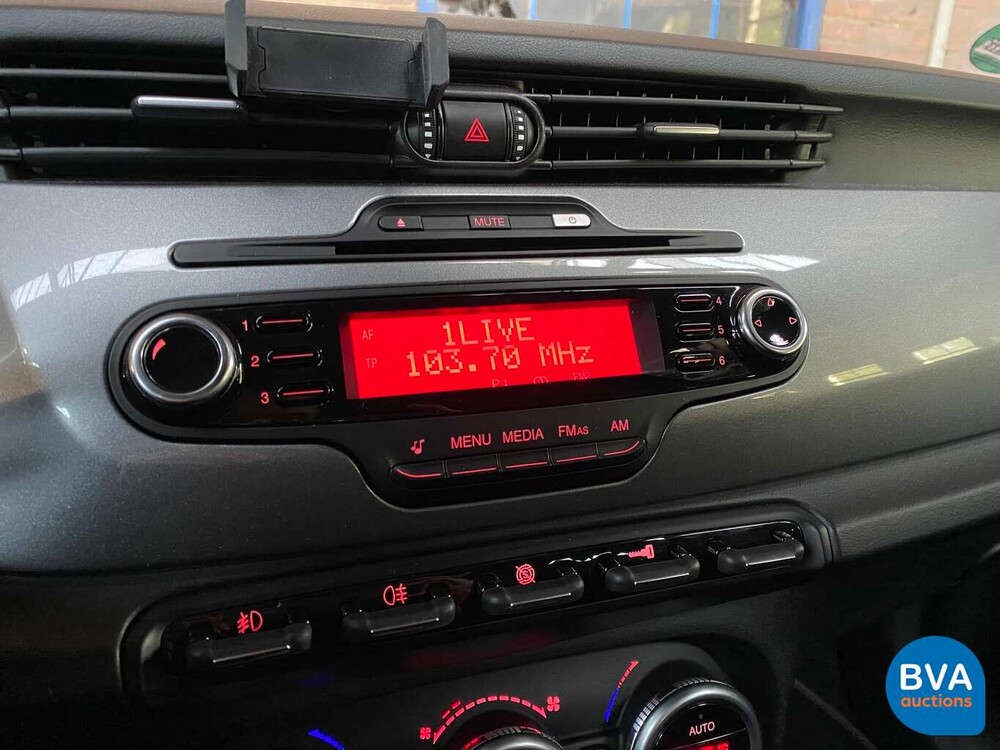 MUTE
1 AF 1LIVE 4
2 TP 103.70 MHz 5
3 6
MENU MEDIA FMAS AM
AUTO
BVA
auctions